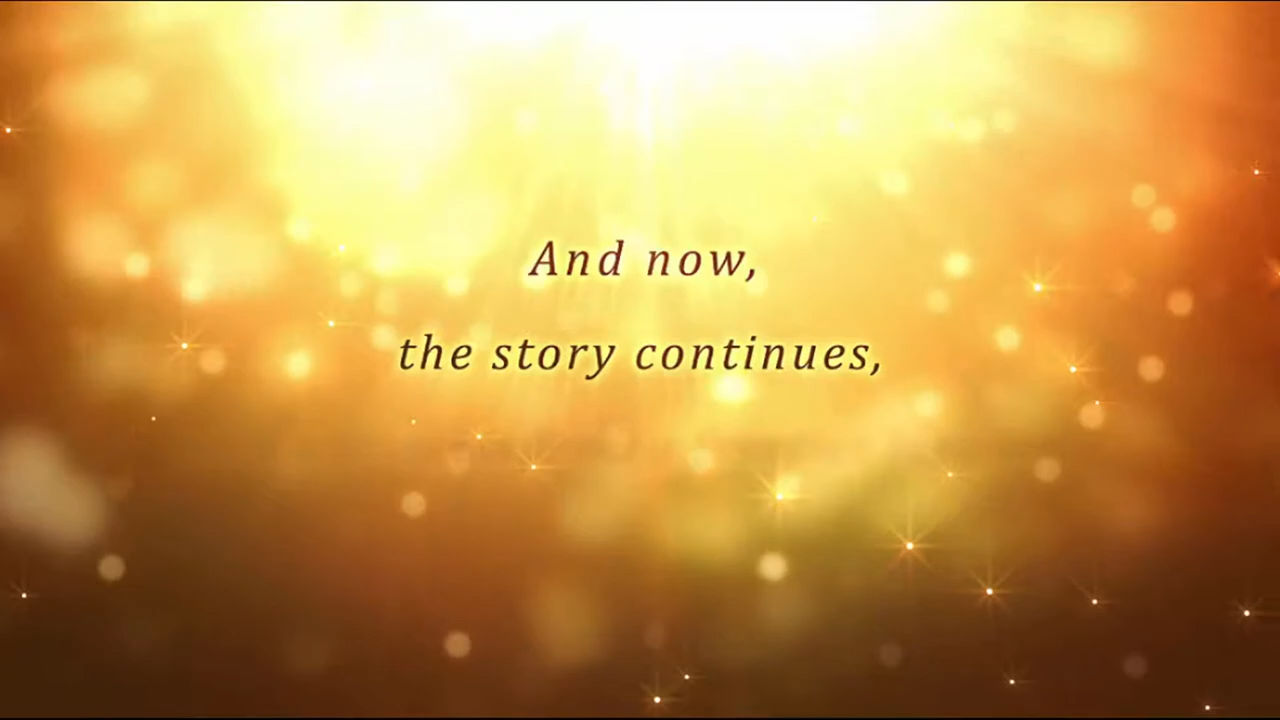 And now,
the story continues,